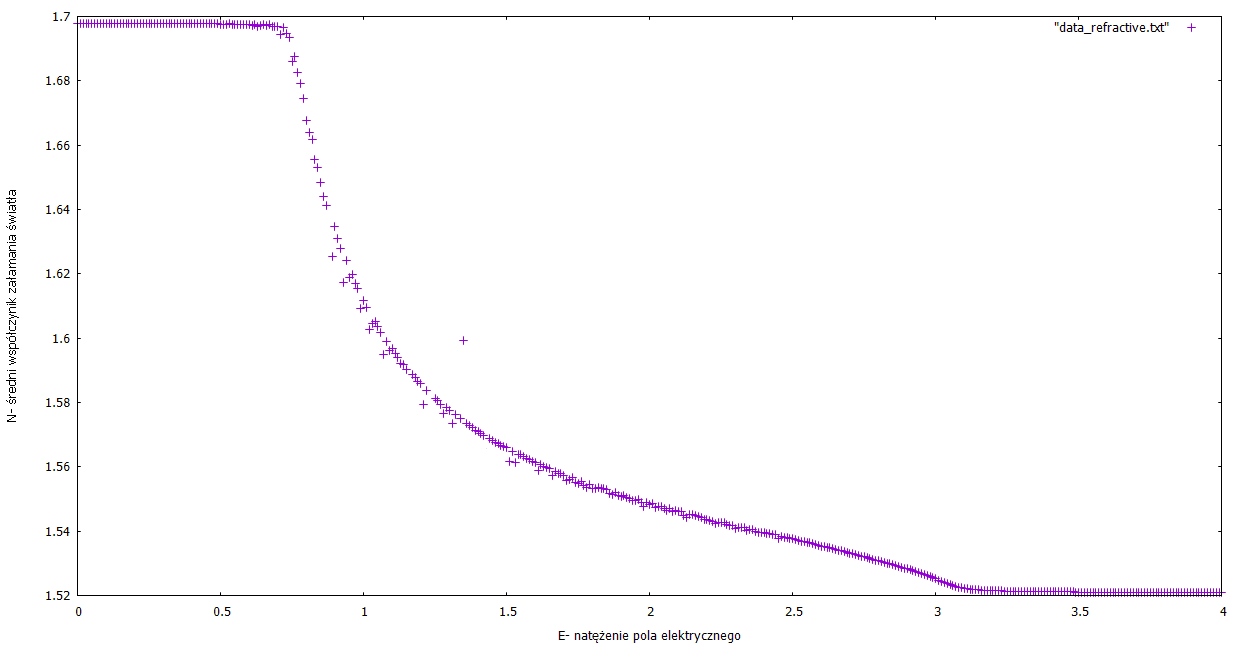 1.7
"data_refractive.txt"
1.68
1.66
1.64
1.62
1.6
1.58
1.56
1.54
1.52
N- średni współczynik załamania światła
0 0.5 1 1.5 2 2.5 3 3.5 4
E- natężenie pola elektrycznego